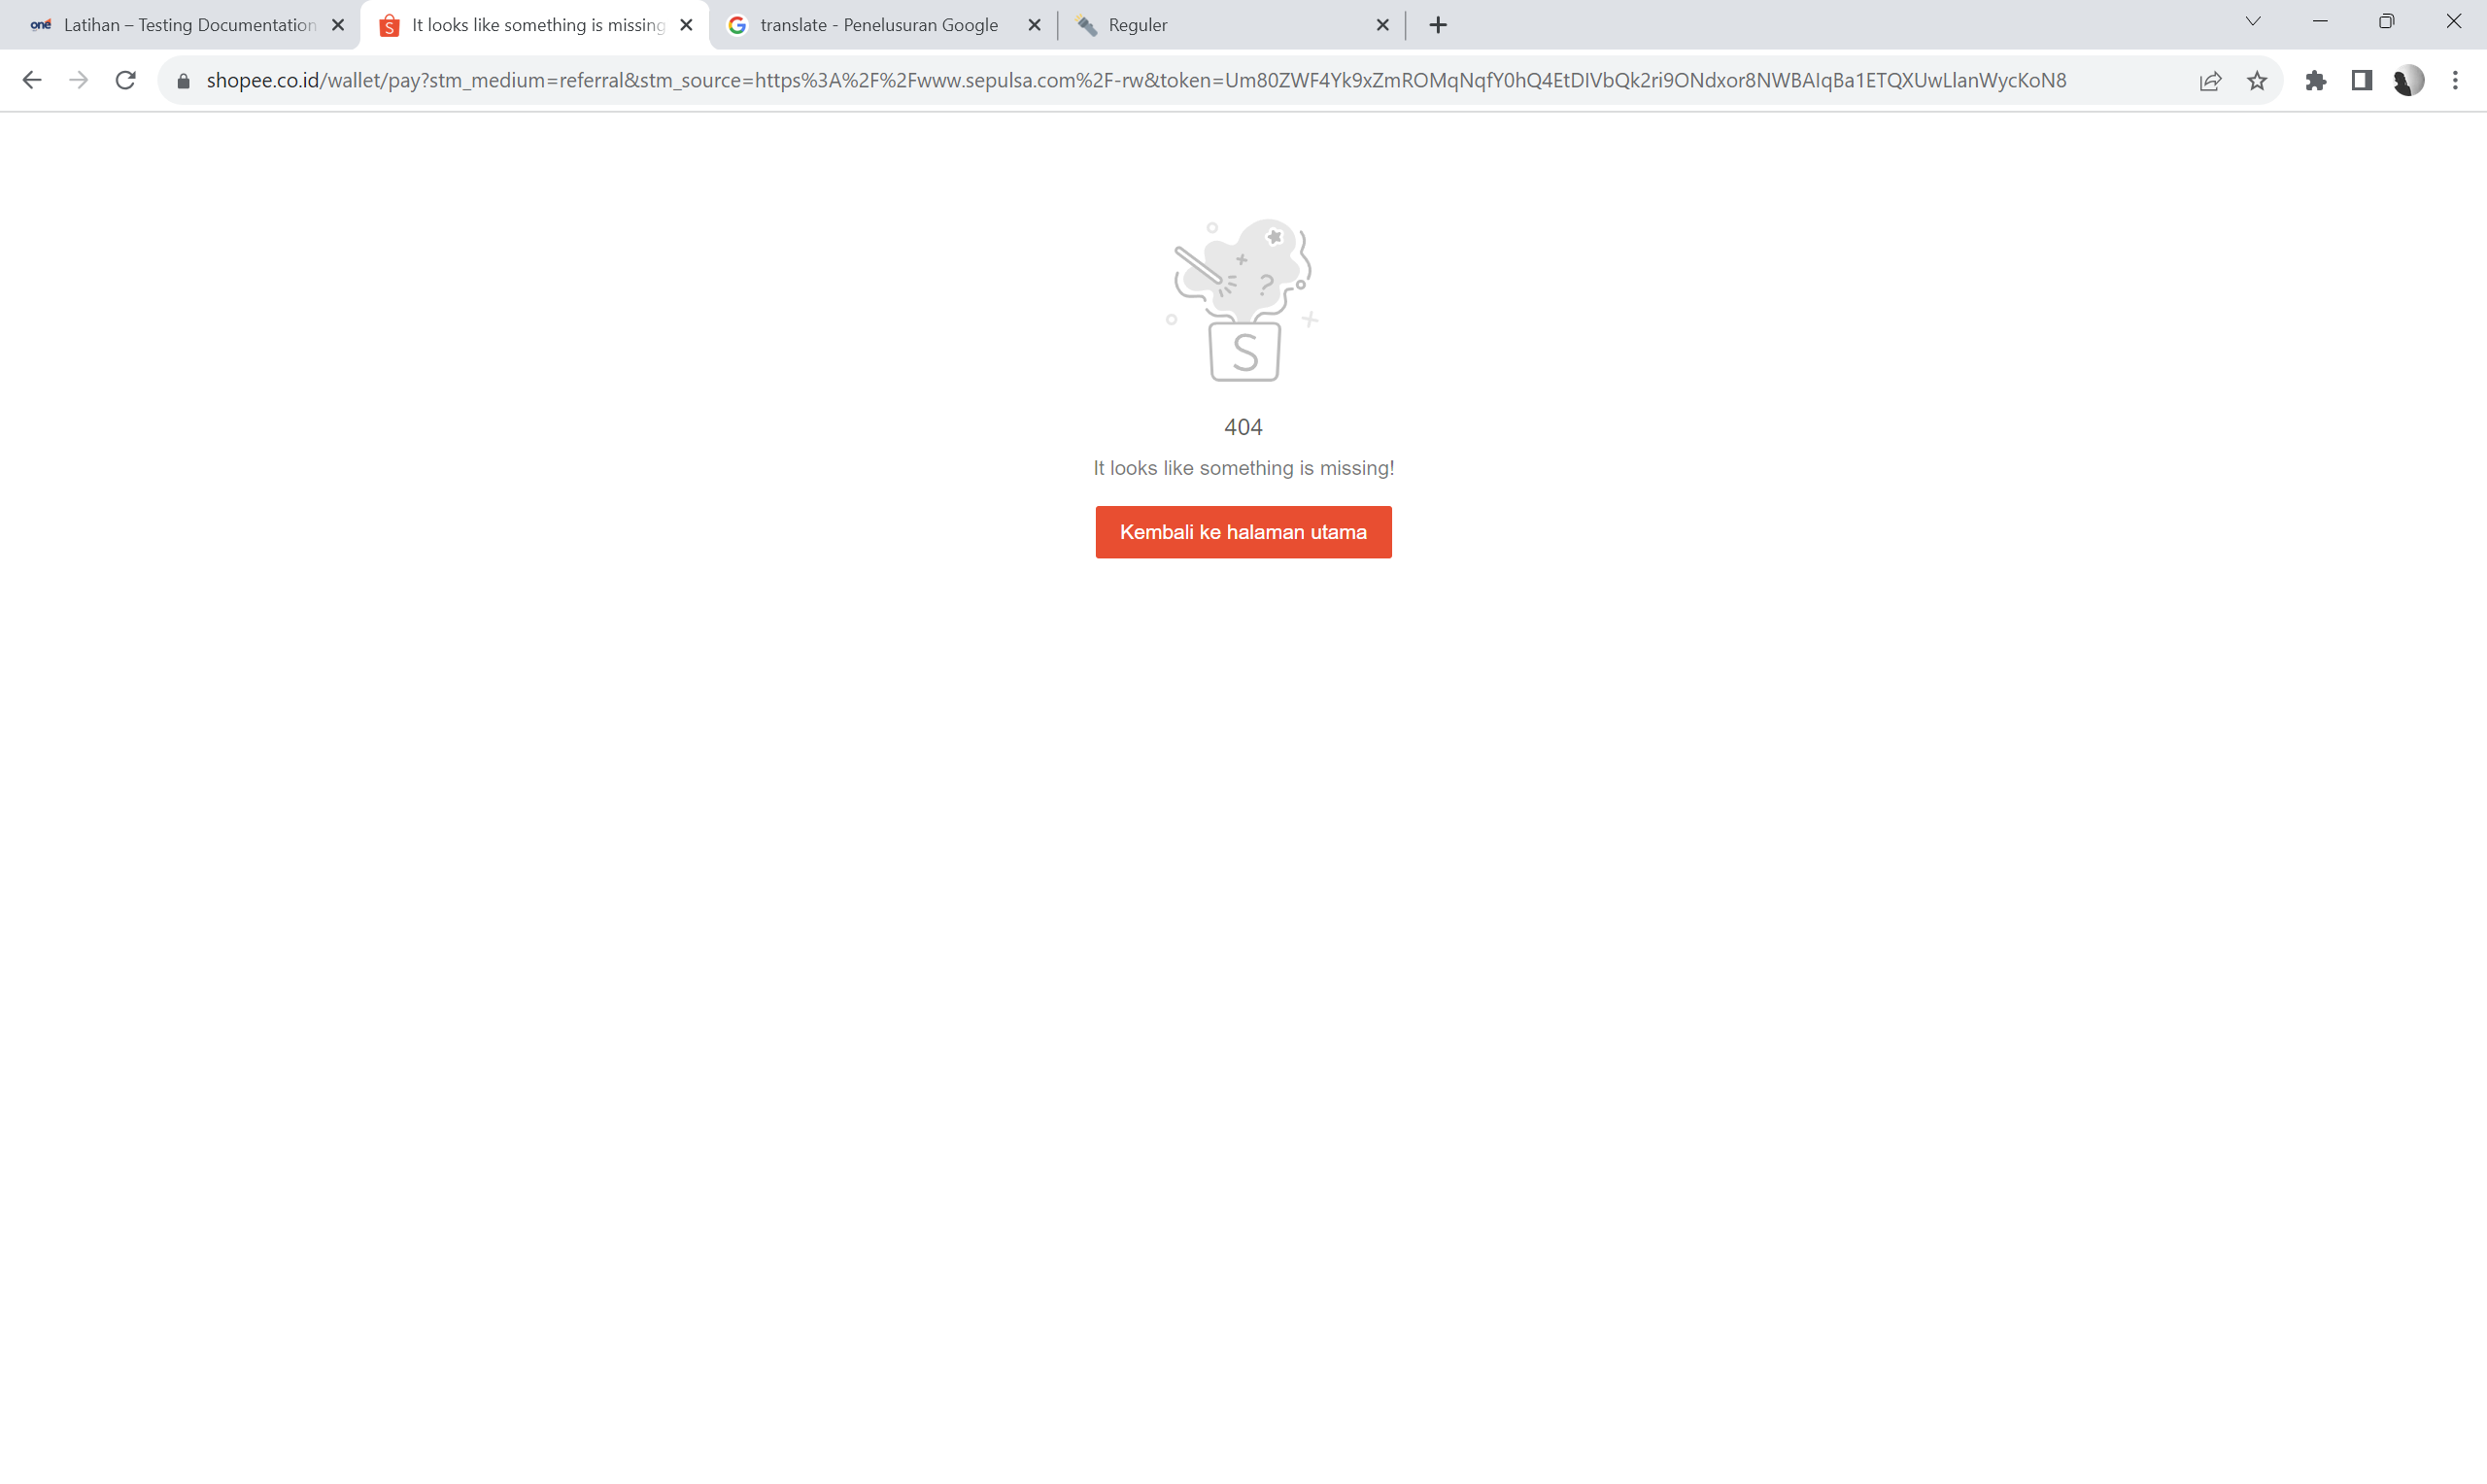 one Latihan – Testing Documentation
It looks like something is missing
translate - Penelusuran Google
Reguler
shopee.co.id/wallet/pay?stm_medium=referral&stm_source=https%3A%2F%2Fwww.sepulsa.com%2F-rw&token=Um80ZWF4Yk9xZmROMqNqfY0hQ4EtDIVbQk2ri9ONdxor8NWBAIqBa1ETQXUwLlanWycKoN8
?
S
404
It looks like something is missing!
Kembali ke halaman utama